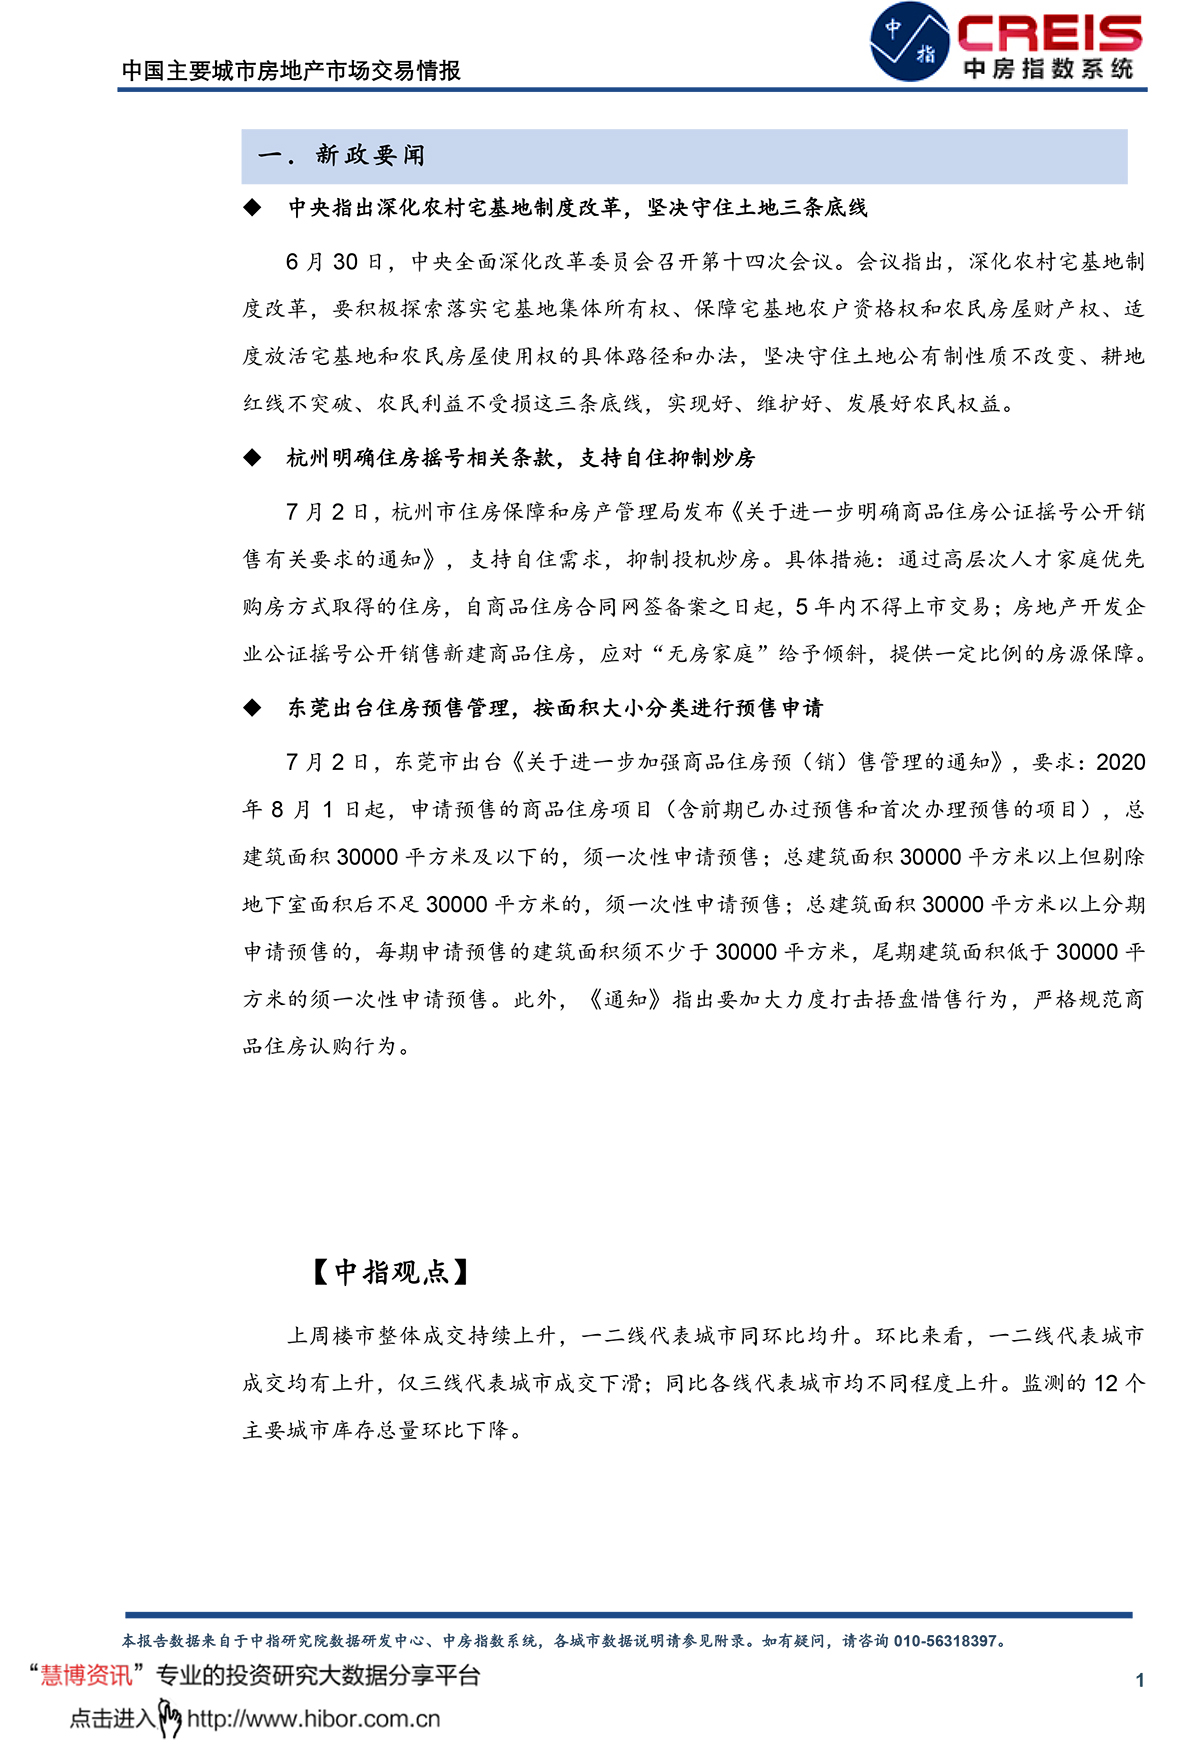 中国主要城市房地产市场交易情报
中 指
CREIS
中房指数系统
一．新政要闻
◆ 中央指出深化农村宅基地制度改革，坚决守住土地三条底线
6 月 30 日，中央全面深化改革委员会召开第十四次会议。会议指出，深化农村宅基地制
度改革，要积极探索落实宅基地集体所有权、保障宅基地农户资格权和农民房屋财产权、适
度放活宅基地和农民房屋使用权的具体路径和办法，坚决守住土地公有制性质不改变、耕地
红线不突破、农民利益不受损这三条底线，实现好、维护好、发展好农民权益。
◆ 杭州明确住房摇号相关条款，支持自住抑制炒房
7 月 2 日，杭州市住房保障和房产管理局发布《关于进一步明确商品住房公证摇号公开销
售有关要求的通知》，支持自住需求，抑制投机炒房。具体措施：通过高层次人才家庭优先
购房方式取得的住房，自商品住房合同网签备案之日起，5 年内不得上市交易；房地产开发企
业公证摇号公开销售新建商品住房，应对“无房家庭”给予倾斜，提供一定比例的房源保障。
◆ 东莞出台住房预售管理，按面积大小分类进行预售申请
7 月 2 日，东莞市出台《关于进一步加强商品住房预（销）售管理的通知》，要求：2020
年 8 月 1 日起，申请预售的商品住房项目（含前期已办过预售和首次办理预售的项目），总
建筑面积 30000 平方米及以下的，须一次性申请预售；总建筑面积 30000 平方米以上但剔除
地下室面积后不足 30000 平方米的，须一次性申请预售；总建筑面积 30000 平方米以上分期
申请预售的，每期申请预售的建筑面积须不少于 30000 平方米，尾期建筑面积低于 30000 平
方米的须一次性申请预售。此外，《通知》指出要加大力度打击捂盘惜售行为，严格规范商
品住房认购行为。
【中指观点】
上周楼市整体成交持续上升，一二线代表城市同环比均升。环比来看，一二线代表城市
成交均有上升，仅三线代表城市成交下滑；同比各线代表城市均不同程度上升。监测的 12 个
主要城市库存总量环比下降。
本报告数据来自于中指研究院数据研发中心、中房指数系统，各城市数据说明请参见附录。如有疑问，请咨询 010-56318397。
“慧博资讯”专业的投资研究大数据分享平台
1
点击进入 http://www.hibor.com.cn